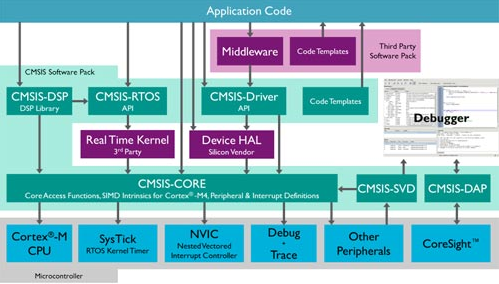 Application Code
Middleware
Code Templates
Third Party
Software Pack
CMSIS Software Pack
CMSIS-DSP
DSP Library
CMSIS-RTOS
API
CMSIS-Driver
API
Code Templates
Debugger
Real Time Kernel
3rd Party
Device HAL
Silicon Vendor
CMSIS-CORE
Core Access Functions, SIMD Intrinsics for Cortex®-M4, Peripheral & Interrupt Definitions
CMSIS-SVD
CMSIS-DAP
Cortex®-M
CPU
SysTick
RTOS Kernel Timer
NVIC
Nested Vectored
Interrupt Controller
Debug
+
Trace
Other
Peripherals
CoreSight™
Microcontroller